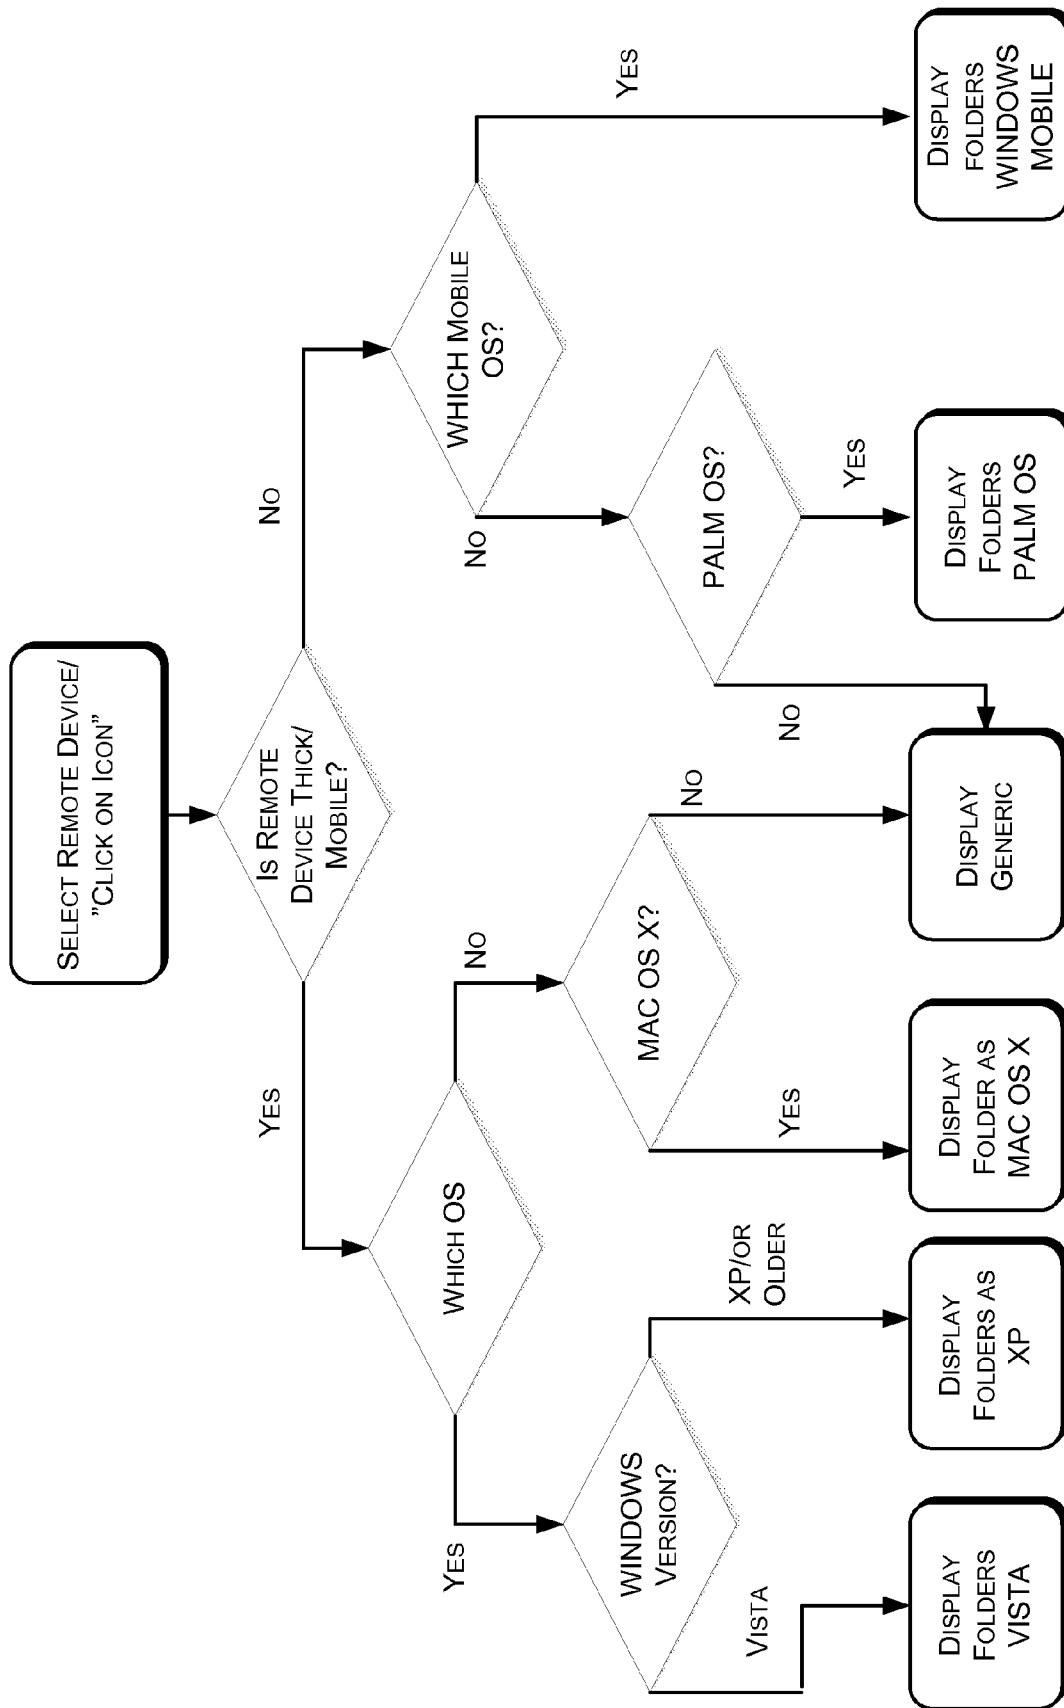 SELECT REMOTE DEVICE/
"CLICK ON ICON"
IS REMOTE
DEVICE THICK/
MOBILE?
YES
NO
WHICH OS
WHICH MOBILE
OS?
YES
NO
NO
YES
WINDOWS
VERSION?
MAC OS X?
PALM OS?
VISTA
XP/OR
OLDER
YES
NO
NO
YES
DISPLAY
FOLDERS
VISTA
DISPLAY
FOLDERS AS
XP
DISPLAY
FOLDER AS
MAC OS X
DISPLAY
GENERIC
DISPLAY
FOLDERS
PALM OS
DISPLAY
FOLDERS
WINDOWS
MOBILE